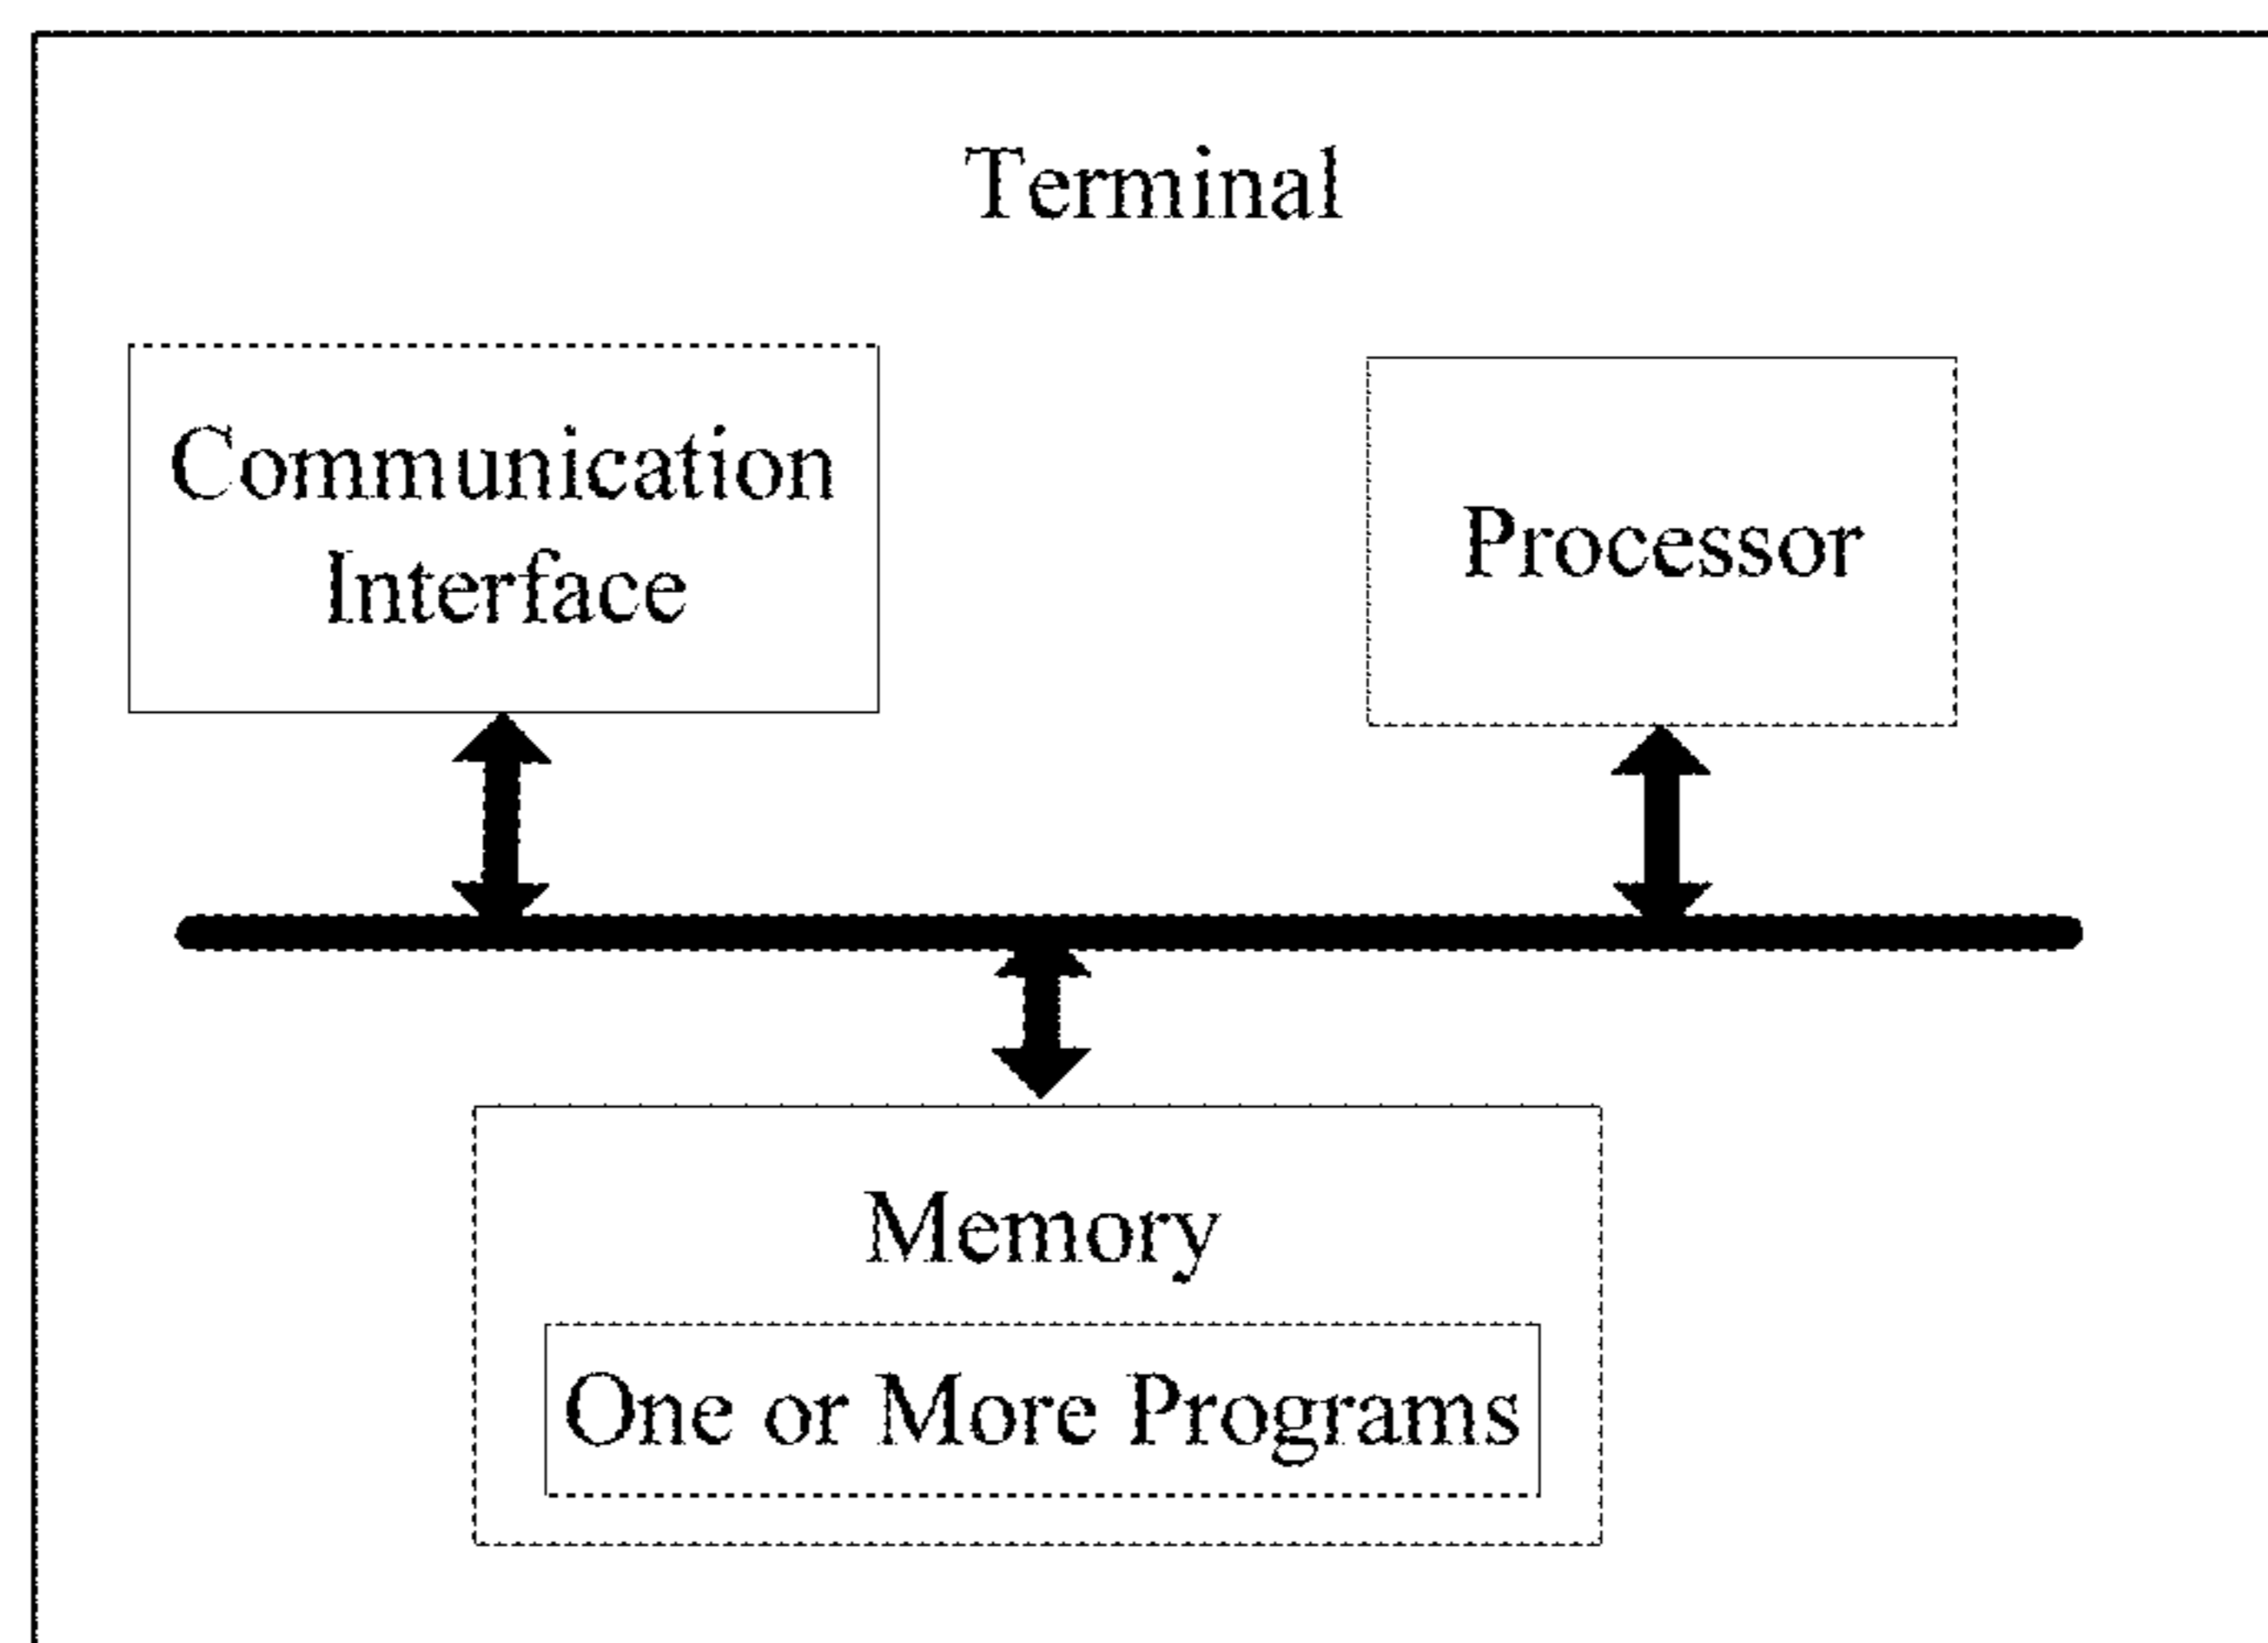 Terminal
Communication
Interface
Processor
Memory
One or More Programs